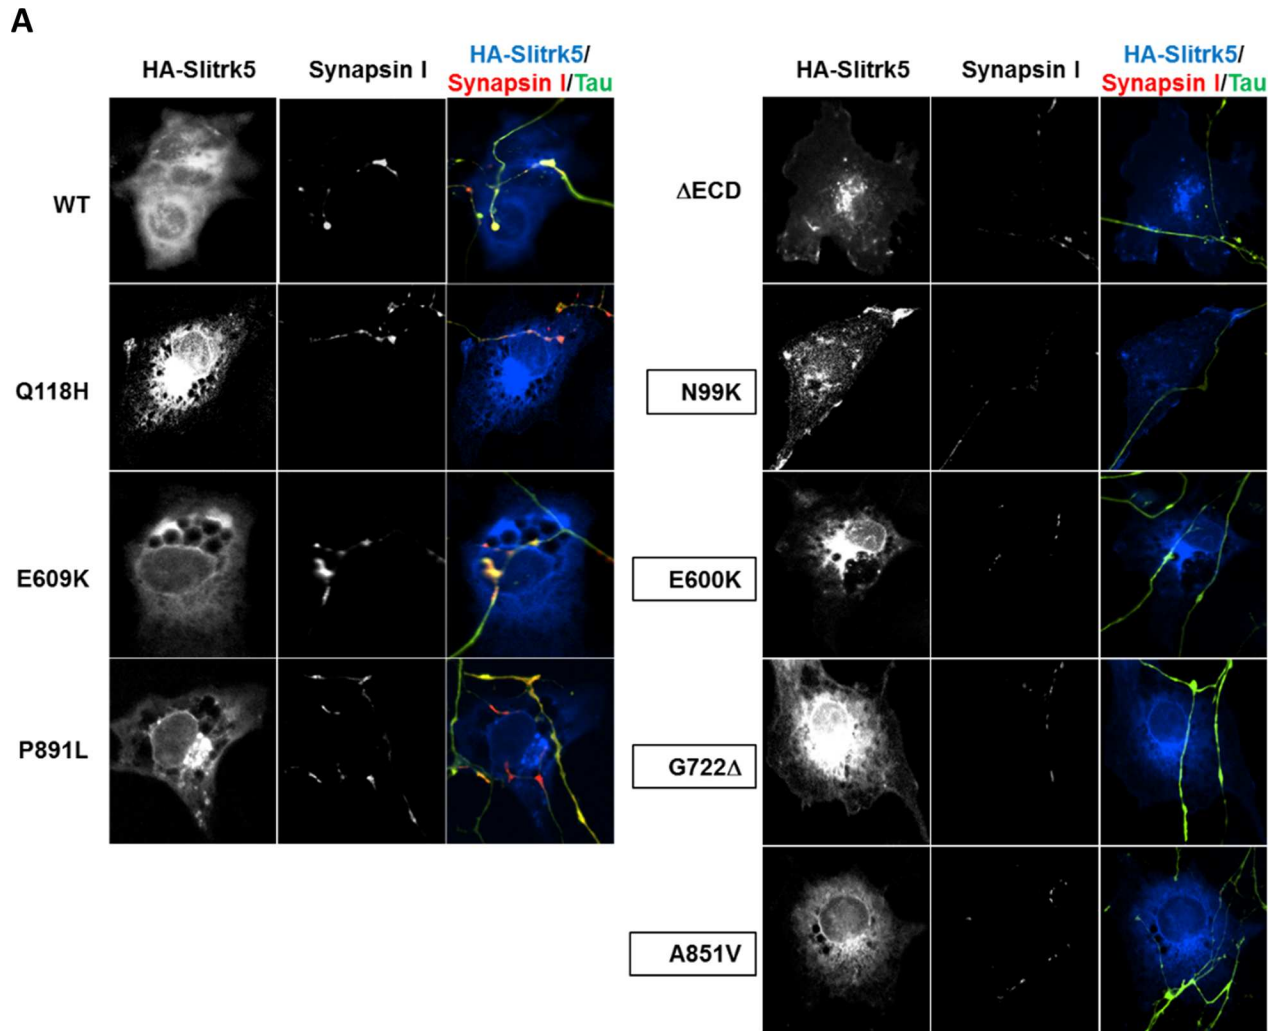 A
HA-Slitrk5
Synapsin I
HA-Slitrk5/
Synapsin I/Tau
WT
Q118H
E609K
P891L
HA-Slitrk5
Synapsin I
HA-Slitrk5/
Synapsin I/Tau
ΔECD
N99K
E600K
G722Δ
A851V